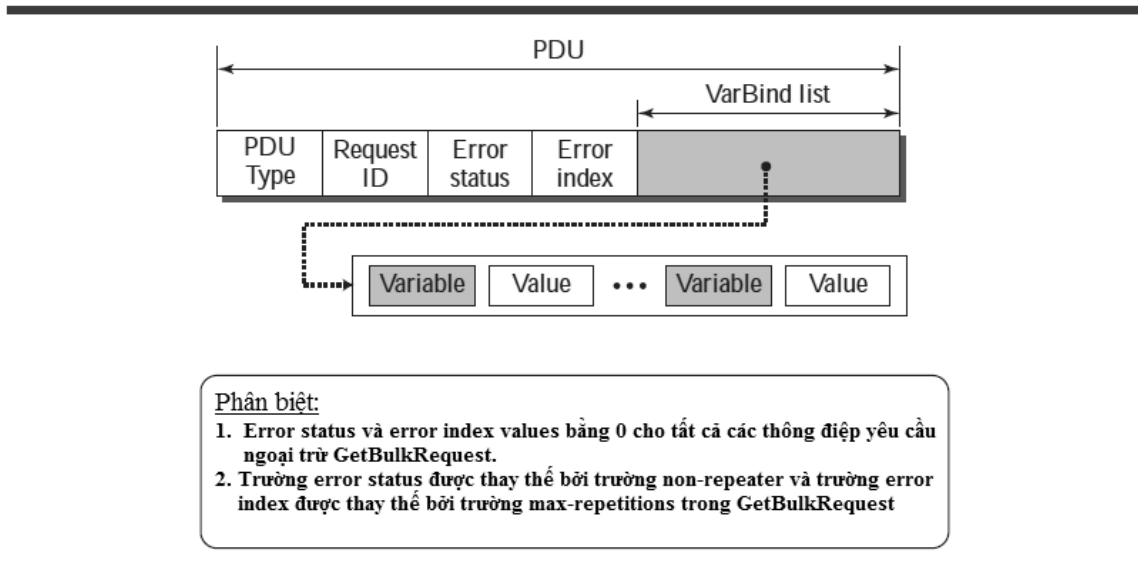 PDU
VarBind list
PDU Type
Request ID
Error status
Error index
Variable Value ... Variable Value
Phân biệt:
1. Error status và error index values bằng 0 cho tất cả các thông điệp yêu cầu
ngoại trừ GetBulkRequest.
2. Trường error status được thay thế bởi trường non-repeater và trường error
index được thay thế bởi trường max-repetitions trong GetBulkRequest